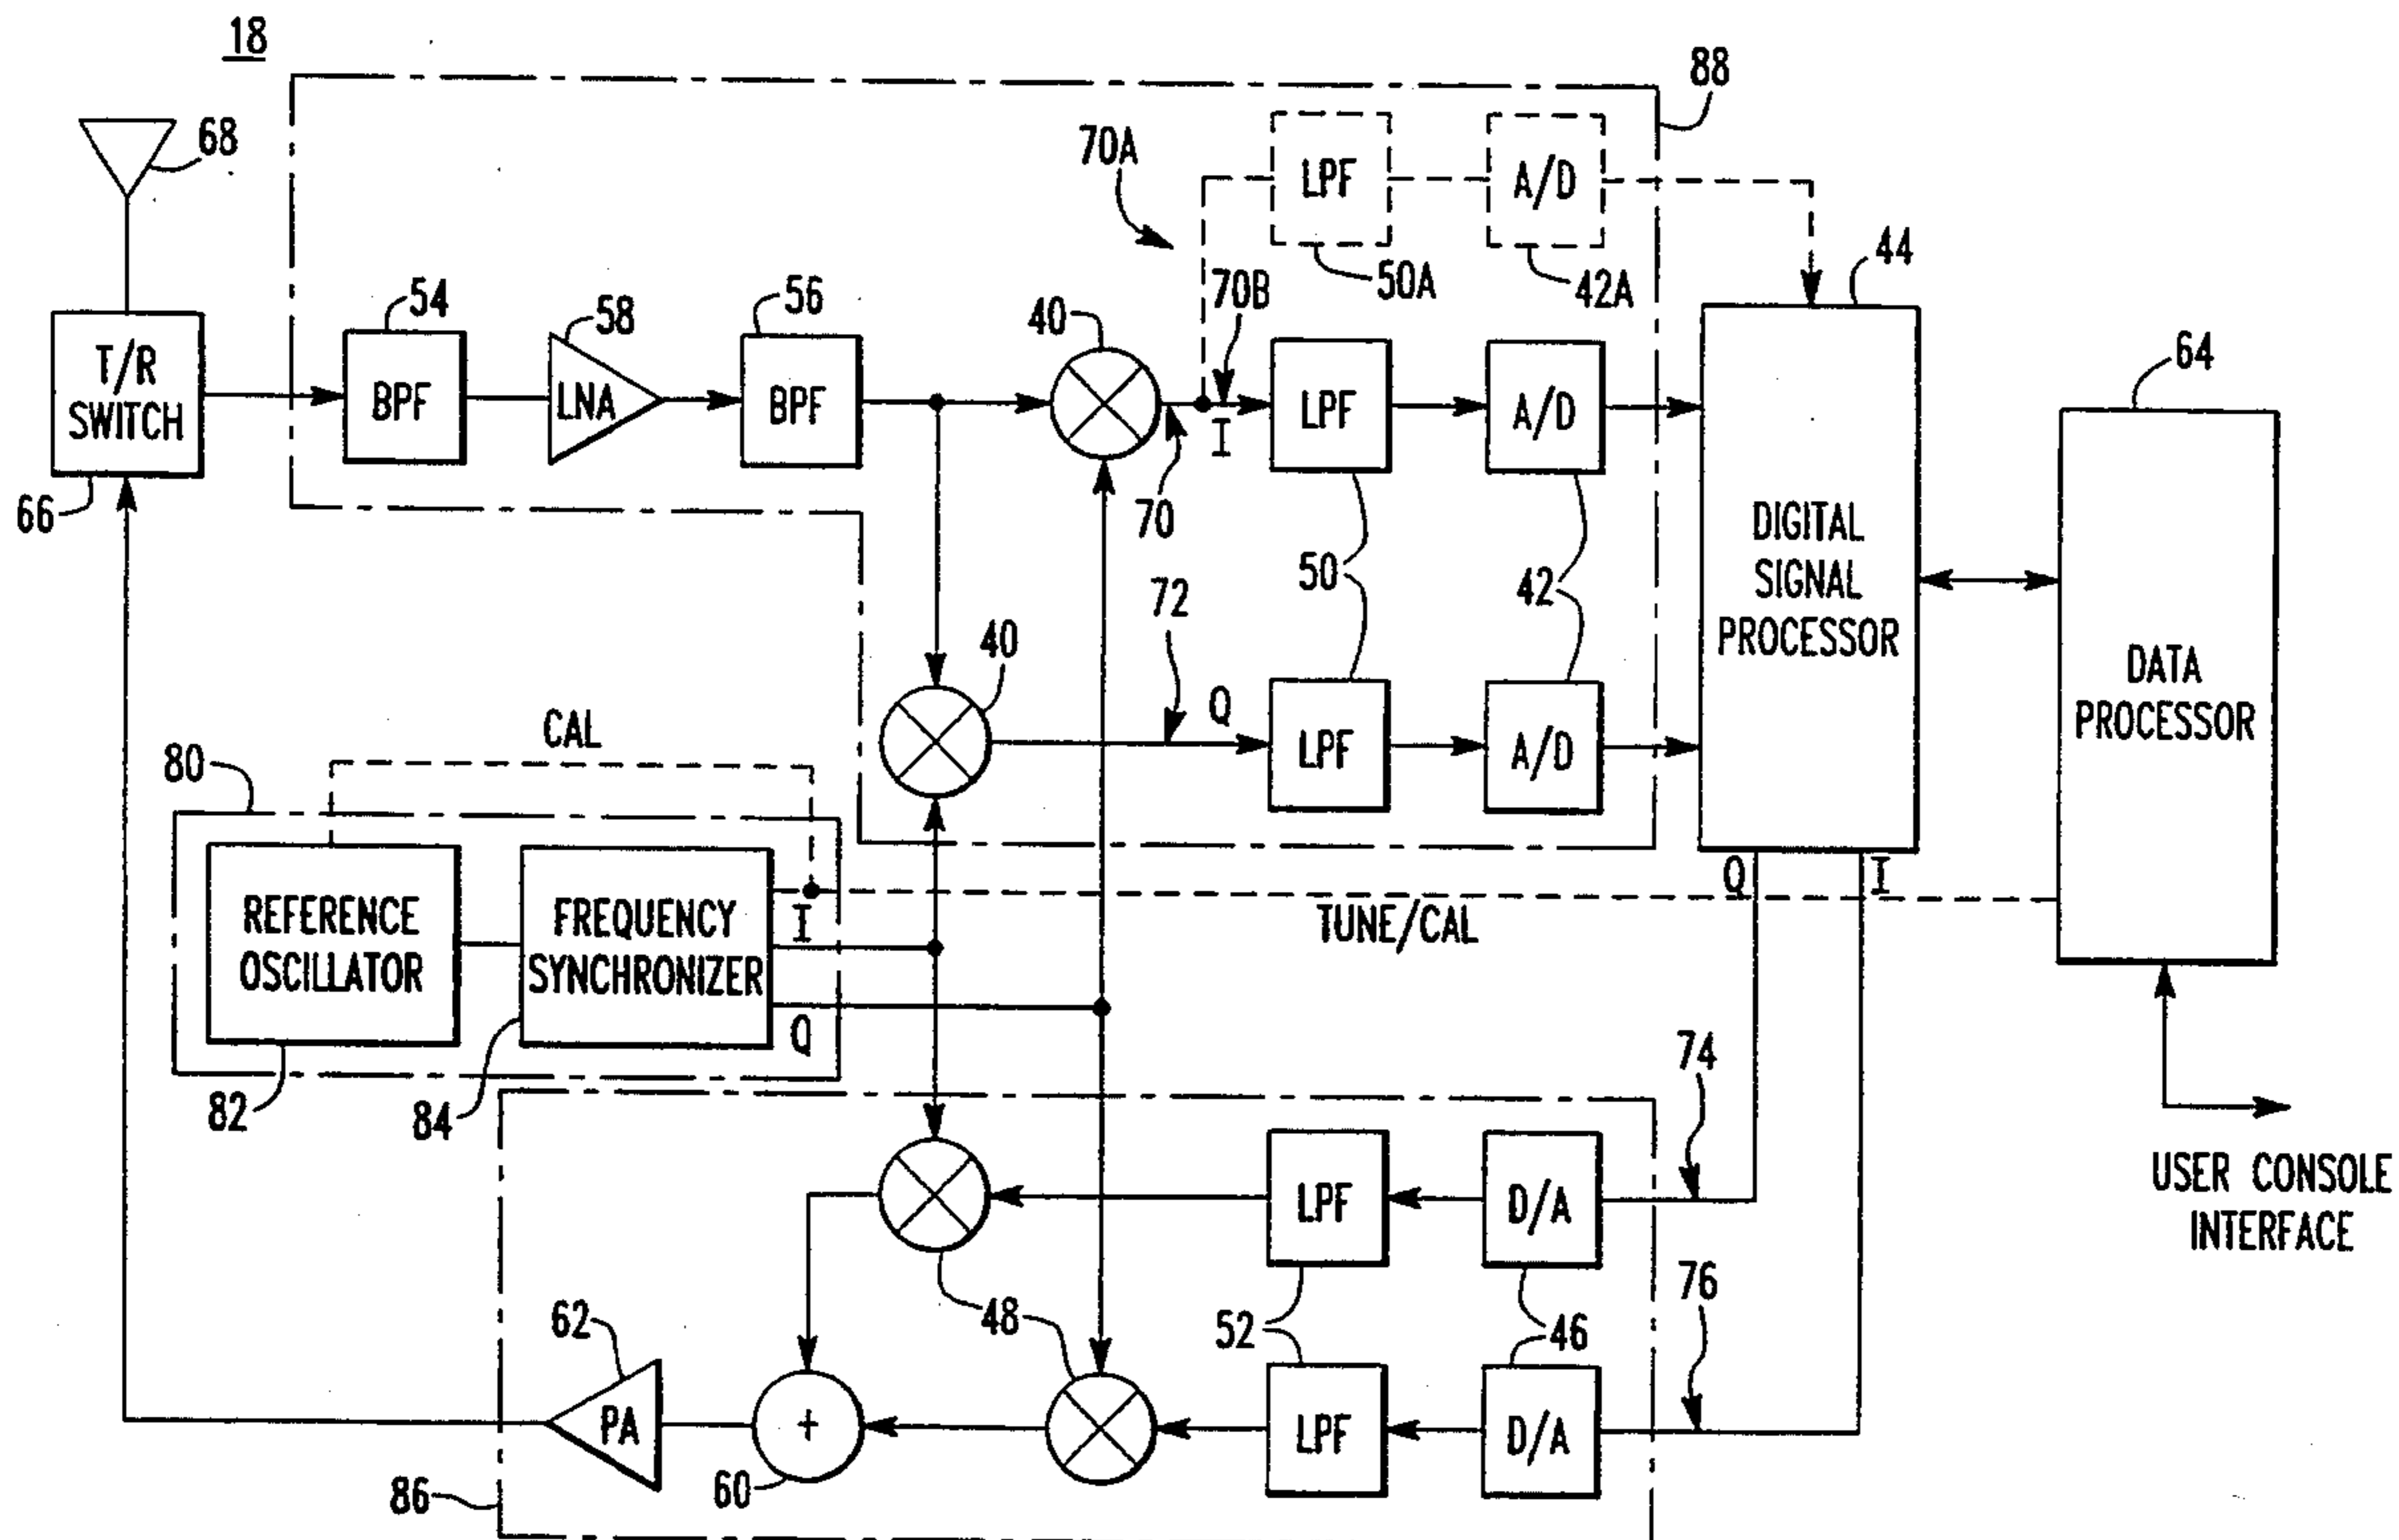 18
88
68
70A
LPF
A/D
50A
42A
44
54
58
56
40
70B
64
T/R
SWITCH
BPF
LNA
BPF
I
LPF
A/D
66
70
DIGITAL
SIGNAL
PROCESSOR
50
42
72
40
DATA
PROCESSOR
Q
LPF
A/D
CAL
80
REFERENCE
OSCILLATOR
FREQUENCY
SYNCHRONIZER
I
Q
TUNE/CAL
Q
I
82
84
74
LPF
D/A
USER CONSOLE
INTERFACE
48
52
46
76
62
PA
+
LPF
D/A
60
86